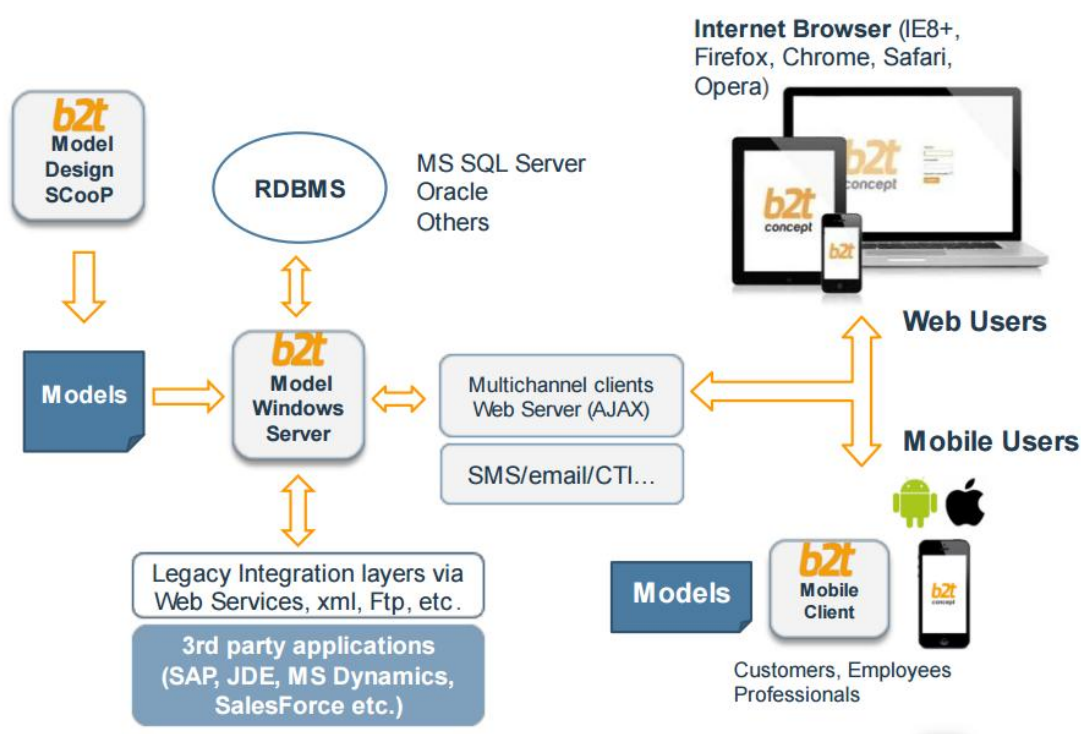 Internet Browser (IE8+,
Firefox, Chrome, Safari,
Opera)
b2t
Model
Design
SCooP
RDBMS
MS SQL Server
Oracle
Others
b2t
concept
b2t
concept
b2t
Web Users
Models
b2t
Model
Windows
Server
Multichannel clients
Web Server (AJAX)
SMS/email/CTI...
Mobile Users
Legacy Integration layers via
Web Services, xml, Ftp, etc.
3rd party applications
(SAP, JDE, MS Dynamics,
SalesForce etc.)
Models
b2t
Mobile
Client
b2t
concept
Customers, Employees
Professionals